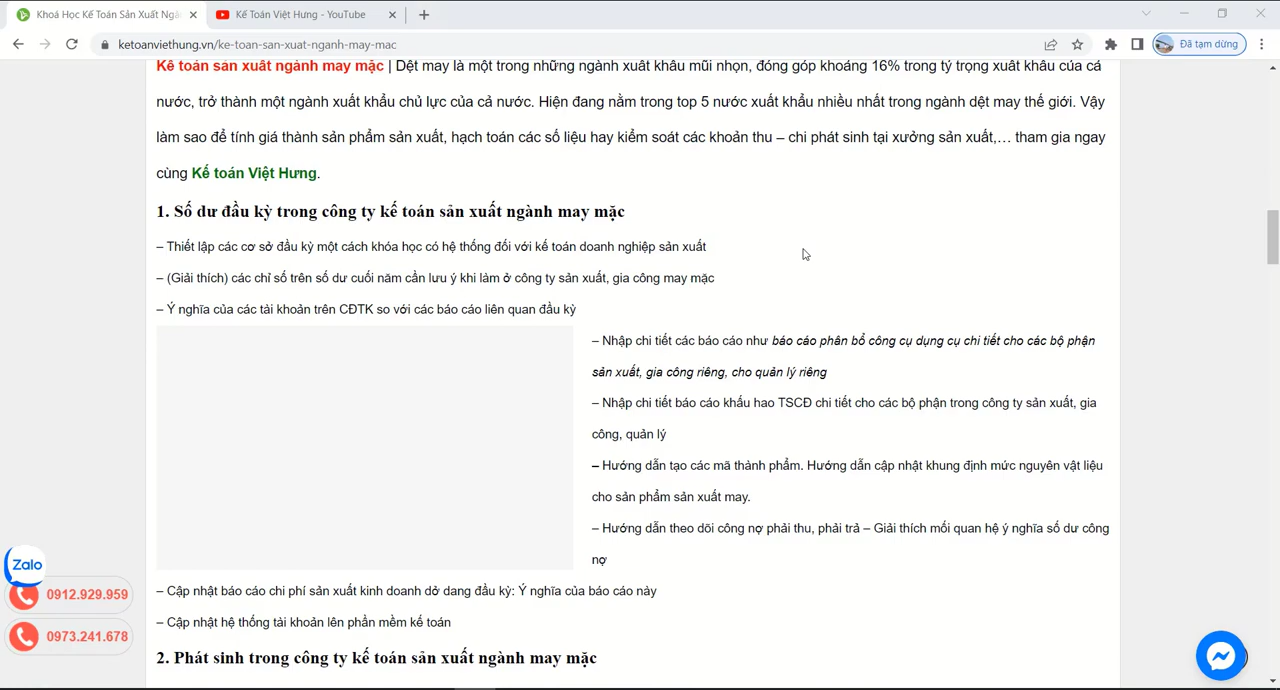 Khoá Học Kế Toán Sản Xuất Ngà
Kế Toán Việt Hưng - YouTube
ketoanviethung.vn/ke-toan-san-xuat-nganh-may-mac
Đã tạm dừng
Kế toán sản xuất ngành may mặc | Dệt may là một trong những ngành xuất khẩu mũi nhọn, đóng góp khoảng 16% trong tỷ trọng xuất khẩu của cả
nước, trở thành một ngành xuất khẩu chủ lực của cả nước. Hiện đang nằm trong top 5 nước xuất khẩu nhiều nhất trong ngành dệt may thế giới. Vậy
làm sao để tính giá thành sản phẩm sản xuất, hạch toán các số liệu hay kiểm soát các khoản thu – chi phát sinh tại xưởng sản xuất,… tham gia ngay
cùng Kế toán Việt Hưng.
1. Số dư đầu kỳ trong công ty kế toán sản xuất ngành may mặc
– Thiết lập các cơ sở đầu kỳ một cách khóa học có hệ thống đối với kế toán doanh nghiệp sản xuất
– (Giải thích) các chỉ số trên số dư cuối năm cần lưu ý khi làm ở công ty sản xuất, gia công may mặc
– Ý nghĩa của các tài khoản trên CĐTK so với các báo cáo liên quan đầu kỳ
– Nhập chi tiết các báo cáo như báo cáo phân bổ công cụ dụng cụ chi tiết cho các bộ phận
sản xuất, gia công riêng, cho quản lý riêng
– Nhập chi tiết báo cáo khấu hao TSCĐ chi tiết cho các bộ phận trong công ty sản xuất, gia
công, quản lý
– Hướng dẫn tạo các mã thành phẩm. Hướng dẫn cập nhật khung định mức nguyên vật liệu
cho sản phẩm sản xuất may.
– Hướng dẫn theo dõi công nợ phải thu, phải trả – Giải thích mối quan hệ ý nghĩa số dư công
nợ
– Cập nhật báo cáo chi phí sản xuất kinh doanh dở dang đầu kỳ: Ý nghĩa của báo cáo này
– Cập nhật hệ thống tài khoản lên phần mềm kế toán
2. Phát sinh trong công ty kế toán sản xuất ngành may mặc
Zalo
0912.929.959
0973.241.678